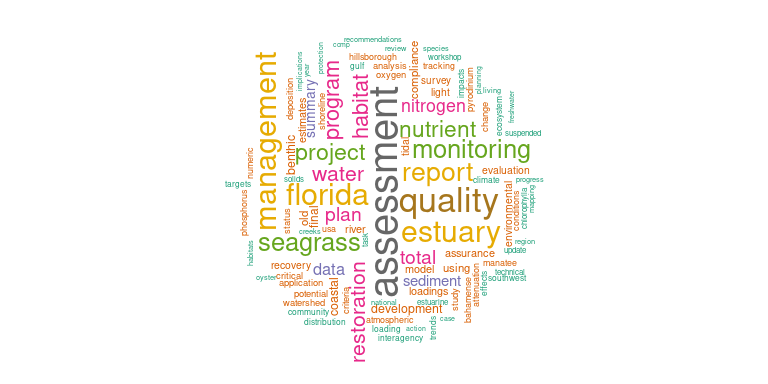 recommendations
ccmp
review
species
hillsborough
workshop
gulf
analysis
tracking
oxygen
compliance
survey
light
impacts
pyrodinium
planning
living
implications
year
protection
management
deposition
estimates
summary
shoreline
program
habitat
assessment
nitrogen
change
ecosystem
freshwater
nutrient
suspended
tidal
monitoring
benthic
project
numeric
water
report
evaluation
climate
progress
targets
solids
phosphorus
florida
quality
environmental
conditions
chlorophylla
mapping
status
old
final
plan
usa
river
creeks
task
estuary
region
update
habitats
seagrass
total
assurance
manatee
recovery
data
model
using
technical
critical
southwest
oyster
application
sediment
effects
potential
coastal
criteria
restoration
loadings
study
bahamense
attenuation
watershed
national
estuarine
community
development
distribution
atmospheric
trends
case
loading
action
interagency